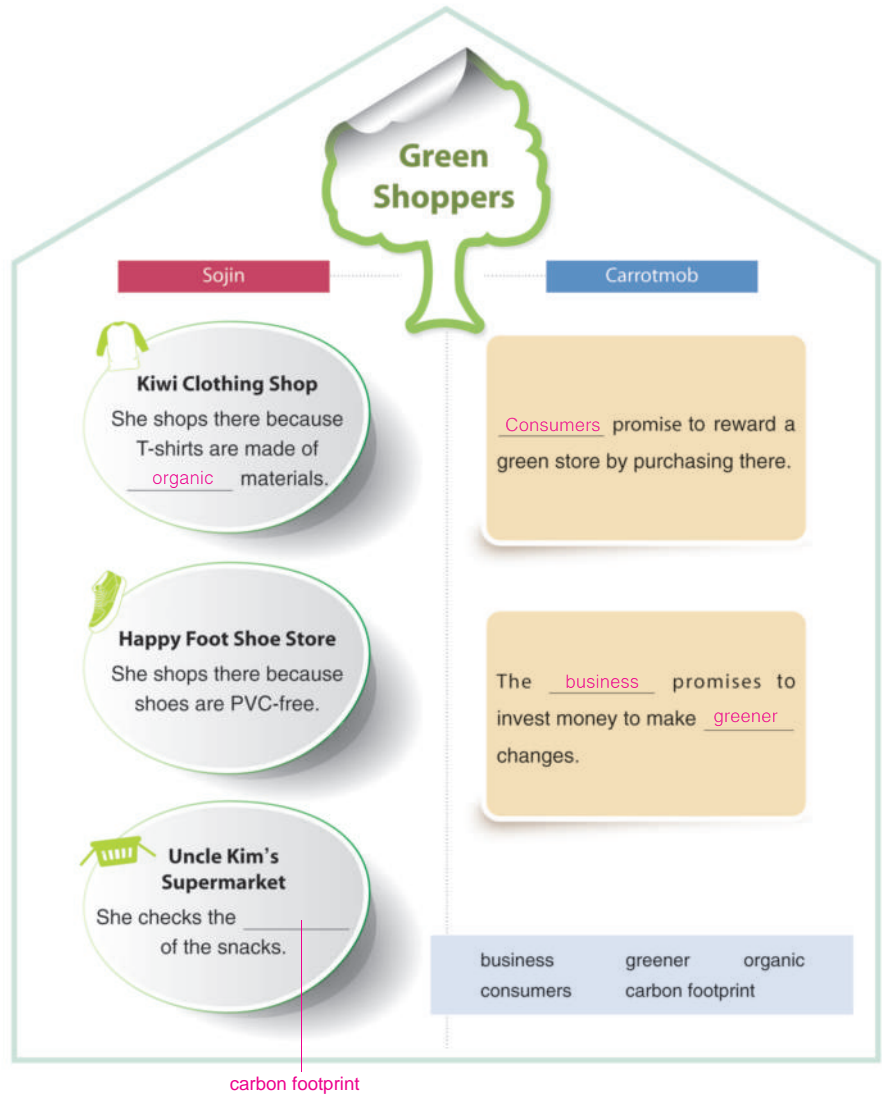 Green
Shoppers
Sojin
Carrotmob
Kiwi Clothing Shop
She shops there because
T-shirts are made of
organic materials.
Happy Foot Shoe Store
She shops there because
shoes are PVC-free.
Uncle Kim's
Supermarket
She checks the
of the snacks.
carbon footprint
Consumers promise to reward a
green store by purchasing there.
The business promises to
invest money to make greener
changes.
business greener organic
consumers carbon footprint